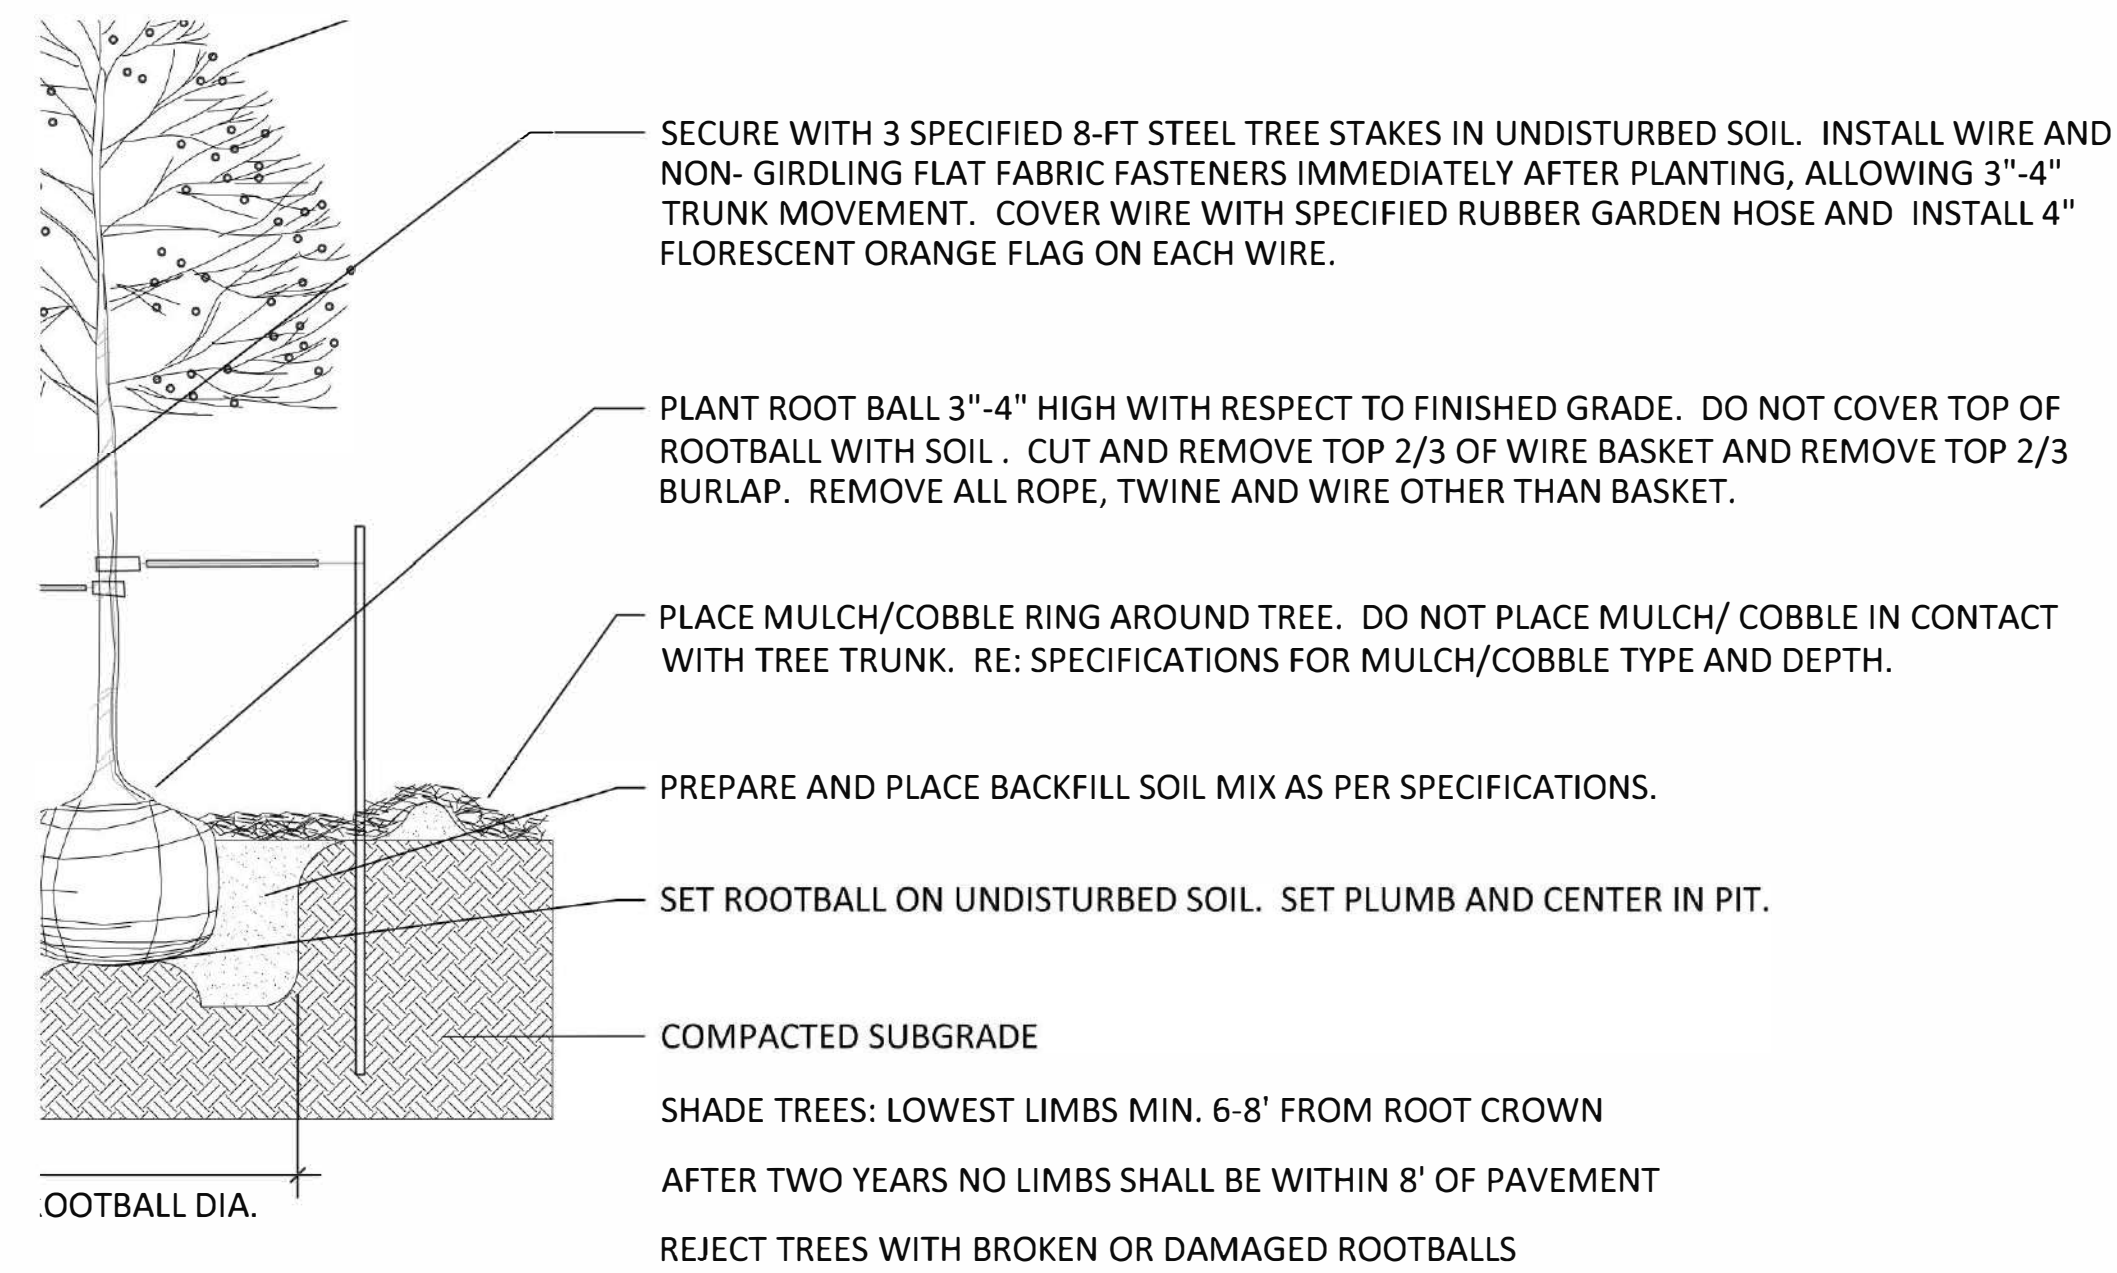 SECURE WITH 3 SPECIFIED 8-FT STEEL TREE STAKES IN UNDISTURBED SOIL. INSTALL WIRE AND
NON- GIRDLING FLAT FABRIC FASTENERS IMMEDIATELY AFTER PLANTING, ALLOWING 3"-4"
TRUNK MOVEMENT. COVER WIRE WITH SPECIFIED RUBBER GARDEN HOSE AND INSTALL 4"
FLORESCENT ORANGE FLAG ON EACH WIRE.
PLANT ROOT BALL 3"-4" HIGH WITH RESPECT TO FINISHED GRADE. DO NOT COVER TOP OF
ROOTBALL WITH SOIL . CUT AND REMOVE TOP 2/3 OF WIRE BASKET AND REMOVE TOP 2/3
BURLAP. REMOVE ALL ROPE, TWINE AND WIRE OTHER THAN BASKET.
PLACE MULCH/COBBLE RING AROUND TREE. DO NOT PLACE MULCH/ COBBLE IN CONTACT
WITH TREE TRUNK. RE: SPECIFICATIONS FOR MULCH/COBBLE TYPE AND DEPTH.
PREPARE AND PLACE BACKFILL SOIL MIX AS PER SPECIFICATIONS.
SET ROOTBALL ON UNDISTURBED SOIL. SET PLUMB AND CENTER IN PIT.
COMPACTED SUBGRADE
SHADE TREES: LOWEST LIMBS MIN. 6-8' FROM ROOT CROWN
AFTER TWO YEARS NO LIMBS SHALL BE WITHIN 8' OF PAVEMENT
OOTBALL DIA.
REJECT TREES WITH BROKEN OR DAMAGED ROOTBALLS